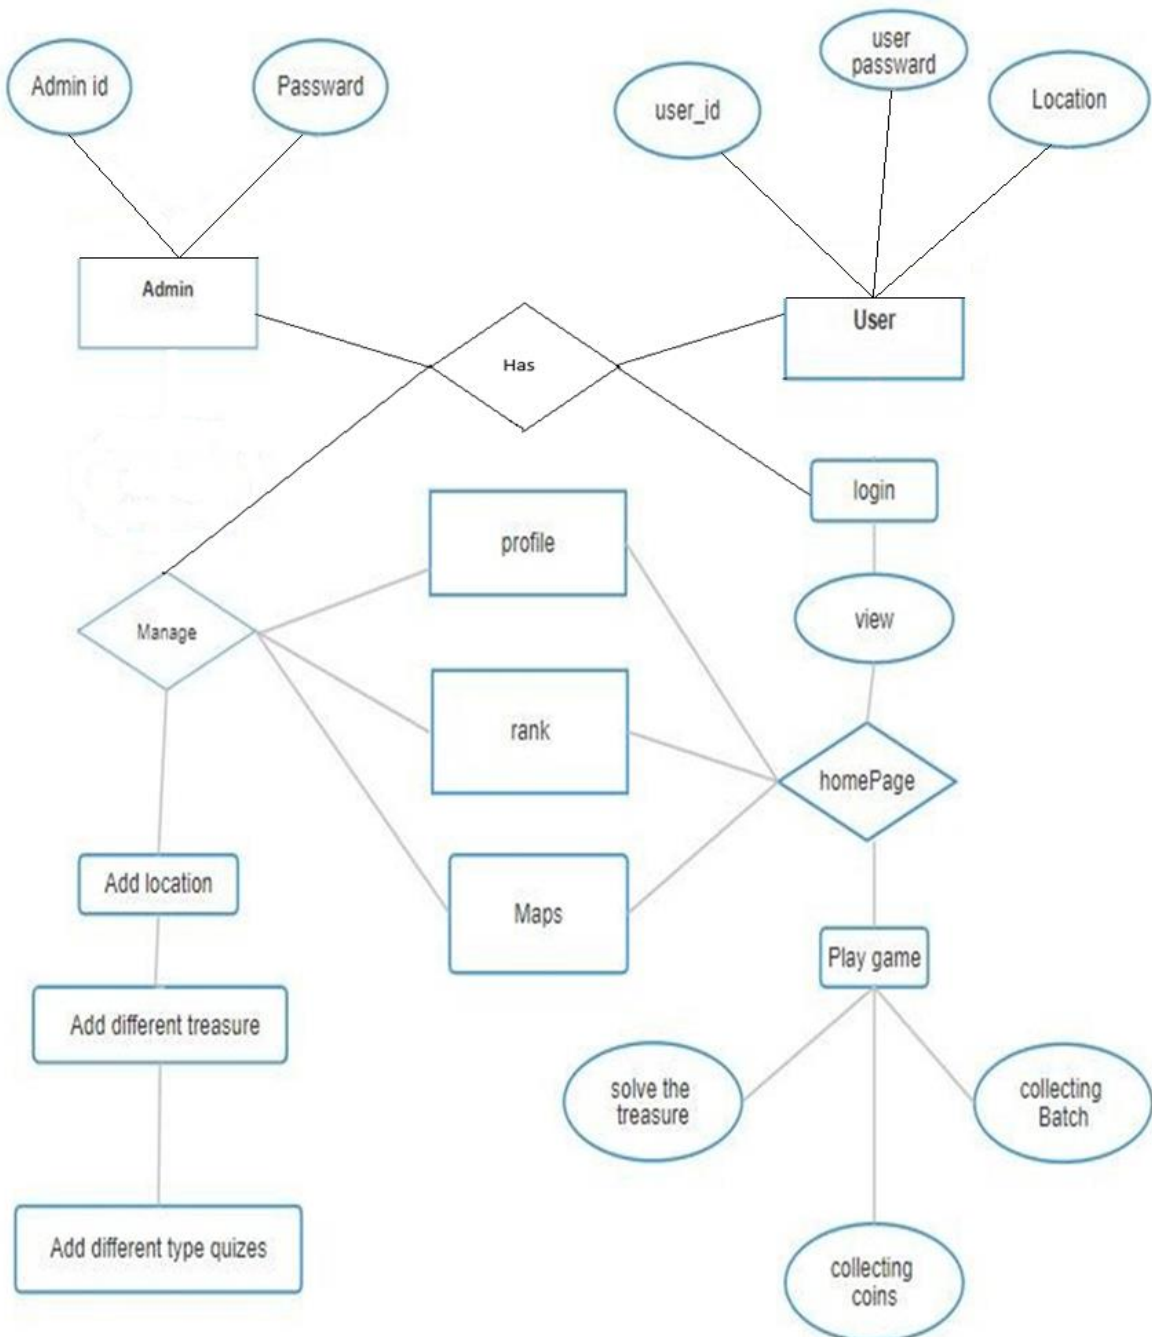 Admin id
Passward
user_id
user
passward
Location
Admin
User
Has
login
profile
view
Manage
rank
homePage
Add location
Maps
Play game
Add different treasure
solve the
treasure
collecting
Batch
Add different type quizes
collecting
coins